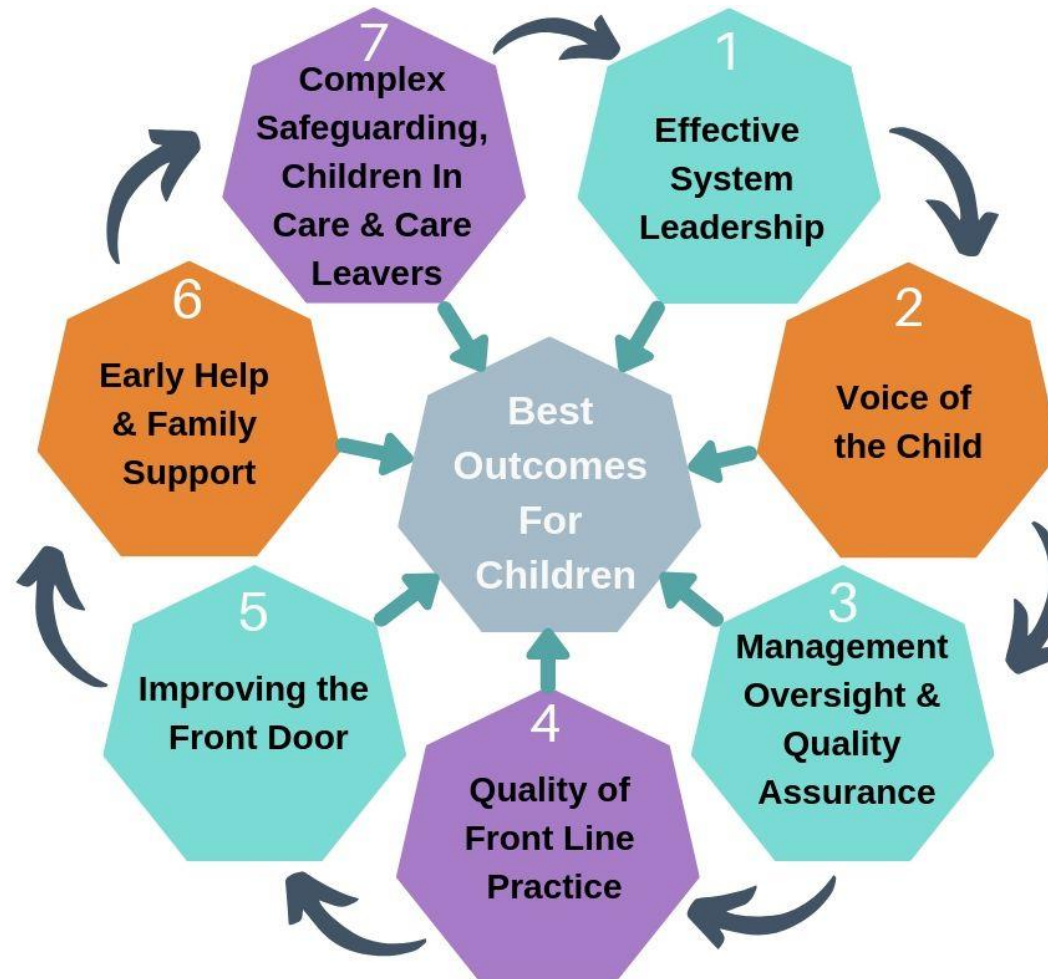 1
Effective
System
Leadership
2
Voice of
the Child
3
Management
Oversight &
Quality
Assurance
4
Quality of
Front Line
Practice
5
Improving the
Front Door
6
Early Help
& Family
Support
7
Complex
Safeguarding,
Children In
Care & Care
Leavers
Best
Outcomes
For
Children